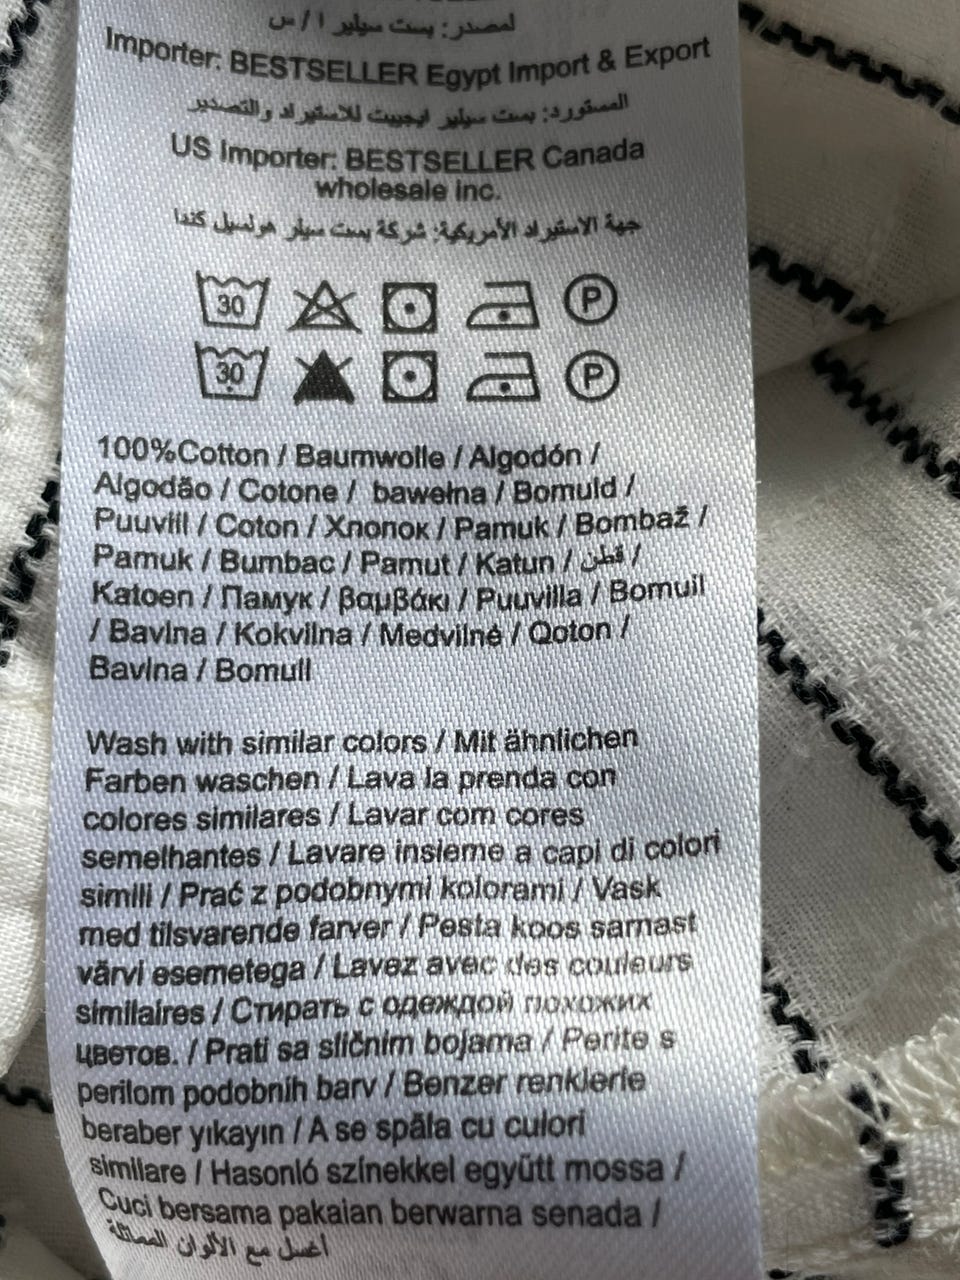 لمصدر: بست سيلير ا / س
Importer: BESTSELLER Egypt Import & Export
المستورد: بست سيلير ايجيبت للاستيراد والتصدير
US Importer: BESTSELLER Canada
wholesale inc.
جهة الاستيراد الأمريكية: شركة بست سيلر هولسيل كندا
30 P
30 P
100%Cotton / Baumwolle / Algodón /
Algodão / Cotone / bawełna / Bomuld /
Puuvill / Coton / Хлопок / Pamuk / Bombaž /
Pamuk / Bumbac / Pamut / Katun / قطن /
Katoen / Памук / βαμβάκι / Puuvilla / Bomuil
/ Bavlna / Kokvilna / Medvilné / Qoton /
Bavlna / Bomull
Wash with similar colors / Mit ähnlichen
Farben waschen / Lava la prenda con
colores similares / Lavar com cores
semelhantes / Lavare insieme a capi di colori
simili / Prać z podobnymi kolorami / Vask
med tilsvarende farver / Pesta koos sarnast
värvi esemetega / Lavez avec des couleurs
similaires / Стирать с одеждой похожих
цветов. / Prati sa sličnim bojama / Perite s
perilom podobnih barv / Benzer renklerle
beraber yıkayın / A se spăla cu culori
similare / Hasonló színekkel együtt mossa /
Cuci bersama pakaian berwarna senada /
أغسل مع الألوان المماثلة